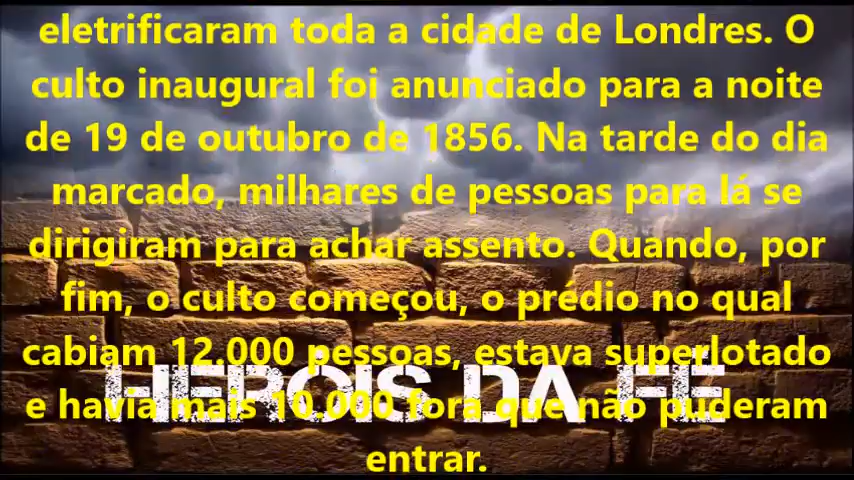 eletrificaram toda a cidade de Londres. O
culto inaugural foi anunciado para a noite
de 19 de outubro de 1856. Na tarde do dia
marcado, milhares de pessoas para lá se
dirigiram para achar assento. Quando, por
fim, o culto começou, o prédio no qual
cabiam 12.000 pessoas, estava superlotado
HERÓIS DA FÉ
e havia mais 10.000 fora que não puderam
entrar.